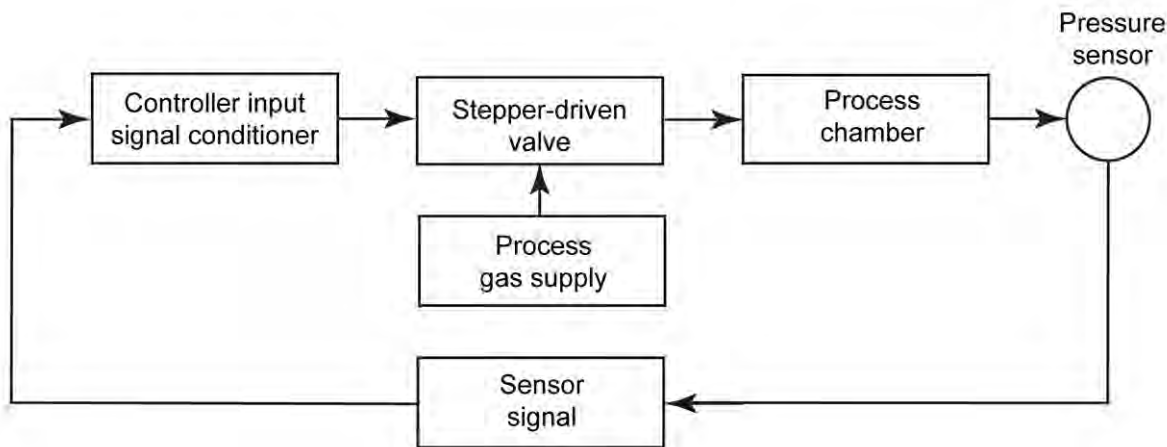 Pressure
sensor
Controller input
signal conditioner
Stepper-driven
valve
Process
chamber
Process
gas supply
Sensor
signal